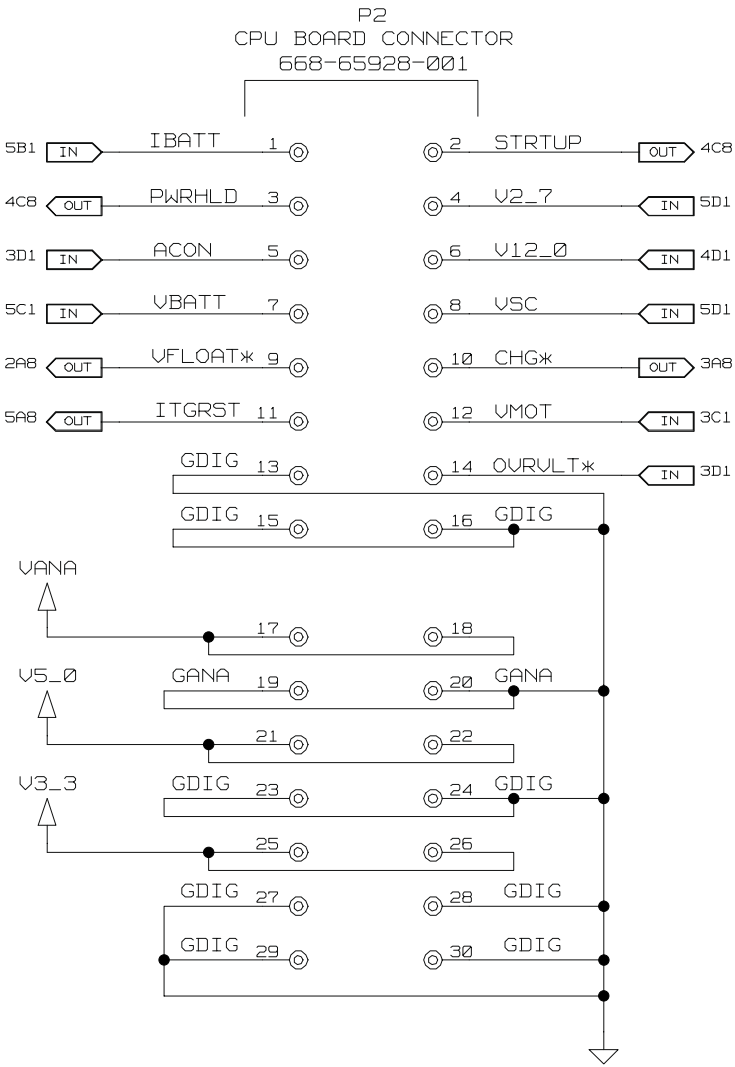 P2
CPU BOARD CONNECTOR
668-65928-001
5B1 IN IBATT 1 2 STRTUP OUT 4C8
4C8 OUT PWRHLD 3 4 V2_7 IN 5D1
3D1 IN ACON 5 6 V12_0 IN 4D1
5C1 IN VBATT 7 8 VSC IN 5D1
2A8 OUT VFLOAT* 9 10 CHG* OUT 3A8
5A8 OUT ITGRST 11 12 VMOT IN 3C1
GDIG 13 14 OVRVLT* IN 3D1
GDIG 15 16 GDIG
VANA
17 18
V5_0 GANA 19 20 GANA
21 22
V3_3 GDIG 23 24 GDIG
25 26
GDIG 27 28 GDIG
GDIG 29 30 GDIG